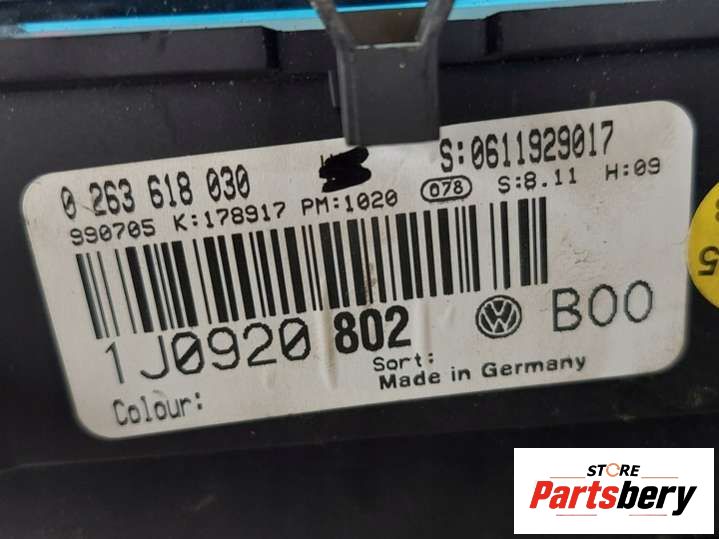 0 263 618 030 S:0611929017
990705 K:178917 PM:1020 078 S:8.11 H:09
1J0920 802 B00
Sort:
Made in Germany
Colour:
5
STORE
Partsbery